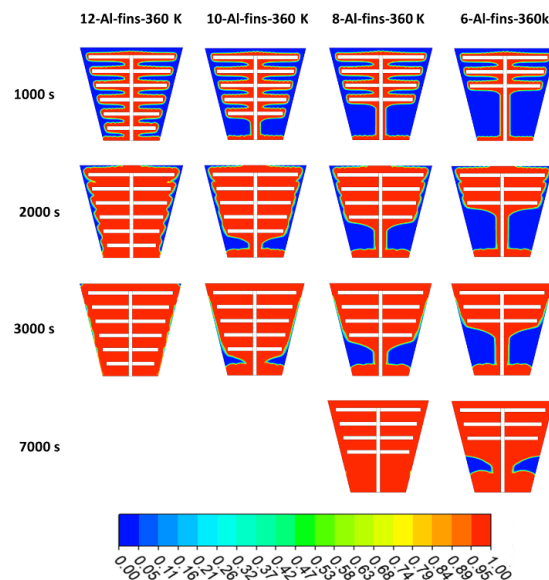 12-Al-fins-360 K 10-Al-fins-360 K 8-Al-fins-360 K 6-Al-fins-360k
1000 s
2000 s
3000 s
7000 s
0.00 0.05 0.11 0.16 0.21 0.26 0.32 0.37 0.42 0.47 0.53 0.58 0.63 0.68 0.74 0.79 0.84 0.89 0.95 1.00